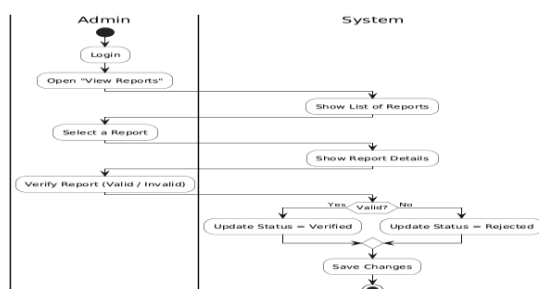 Admin
System
Login
Open "View Reports"
Show List of Reports
Select a Report
Show Report Details
Verify Report (Valid / Invalid)
Yes
Valid?
No
Update Status = Verified
Update Status = Rejected
Save Changes